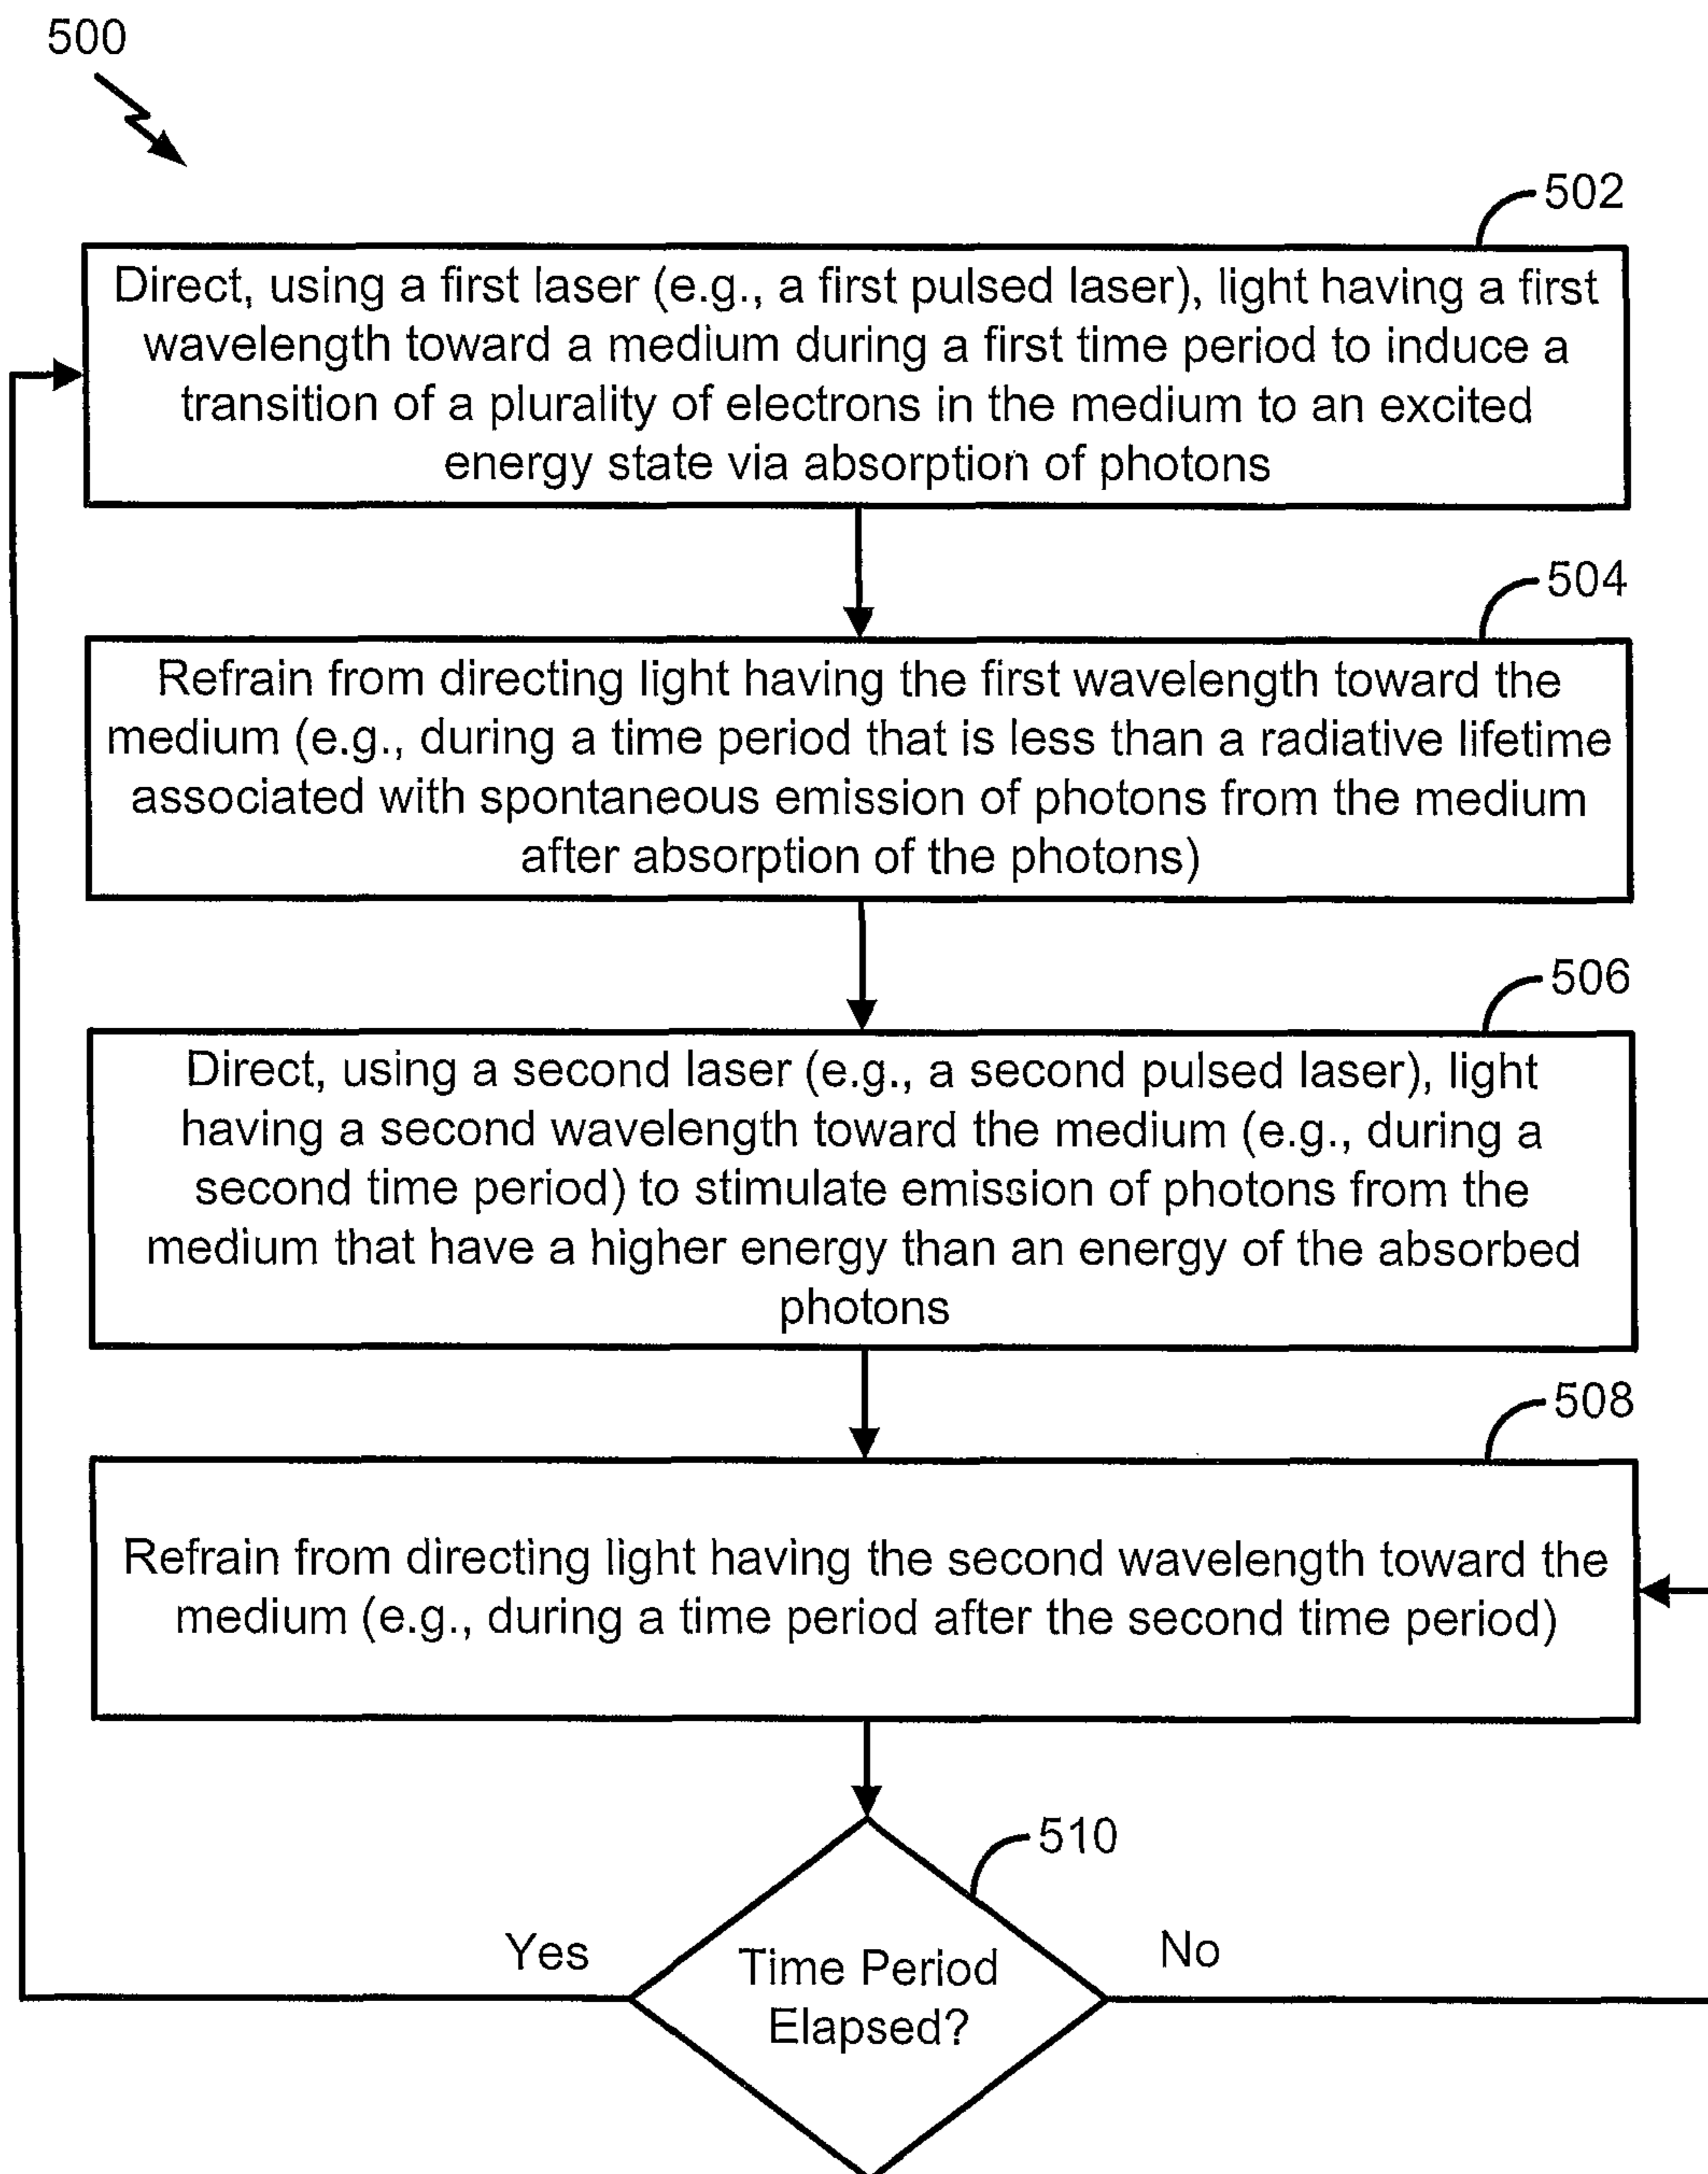 500
502
Direct, using a first laser (e.g., a first pulsed laser), light having a first
wavelength toward a medium during a first time period to induce a
transition of a plurality of electrons in the medium to an excited
energy state via absorption of photons
504
Refrain from directing light having the first wavelength toward the
medium (e.g., during a time period that is less than a radiative lifetime
associated with spontaneous emission of photons from the medium
after absorption of the photons)
506
Direct, using a second laser (e.g., a second pulsed laser), light
having a second wavelength toward the medium (e.g., during a
second time period) to stimulate emission of photons from the
medium that have a higher energy than an energy of the absorbed
photons
508
Refrain from directing light having the second wavelength toward the
medium (e.g., during a time period after the second time period)
510
Yes
No
Time Period
Elapsed?